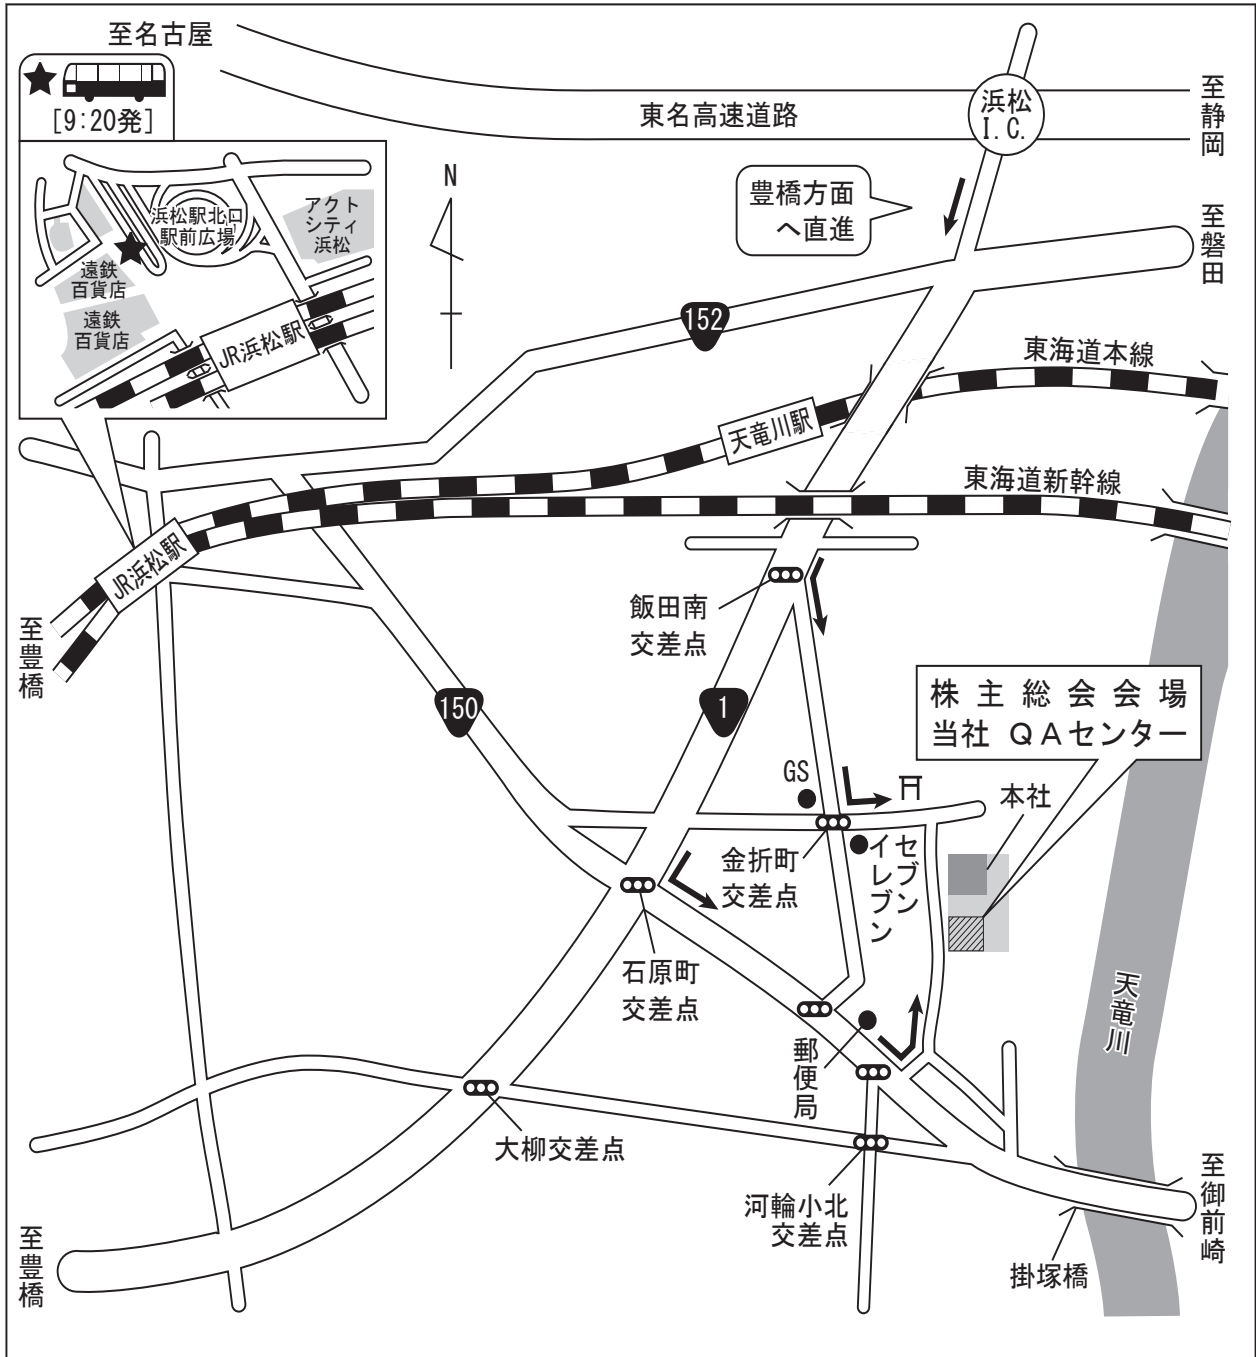 至名古屋
[9:20発]
東名高速道路
浜松
I.C.
至静岡
豊橋方面
へ直進
至磐田
N
浜松駅北口
駅前広場
アクト
シティ
浜松
遠鉄
百貨店
遠鉄
百貨店
JR浜松駅
152
東海道本線
天竜川駅
東海道新幹線
JR浜松駅
至豊橋
飯田南
交差点
150
1
株主総会会場
当社 QAセンター
GS
本社
金折町
交差点
セブン
イレブン
石原町
交差点
天竜川
郵便局
大柳交差点
河輪小北
交差点
至御前崎
至豊橋
掛塚橋